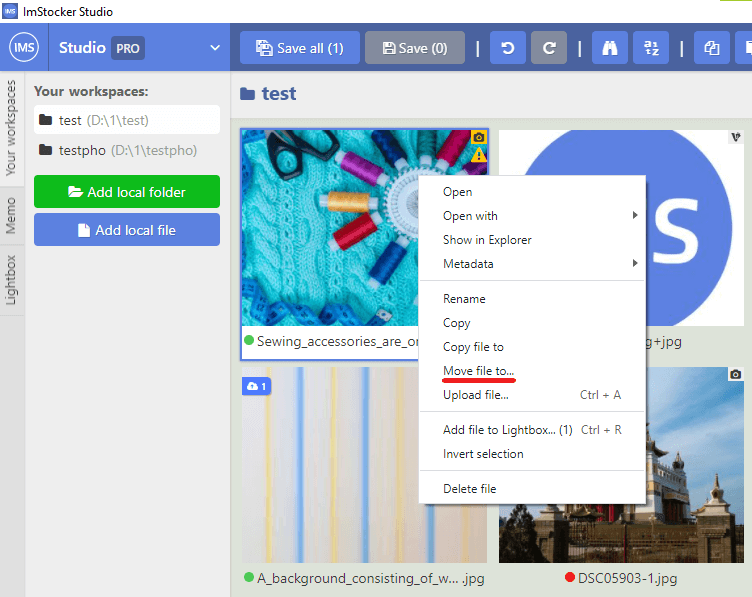 IMS ImStocker Studio
IMS Studio PRO
Save all (1) Save (0)
Your workspaces
Memo
Lightbox
Your workspaces:
test (D:\1\test)
testpho (D:\1\testpho)
Add local folder
Add local file
test
S
Sewing_accessories_are_or
g+jpg
1
A_background_consisting_of_w... .jpg
DSC05903-1.jpg
Open
Open with
Show in Explorer
Metadata
Rename
Copy
Copy file to
Move file to...
Upload file... Ctrl + A
Add file to Lightbox... (1) Ctrl + R
Invert selection
Delete file